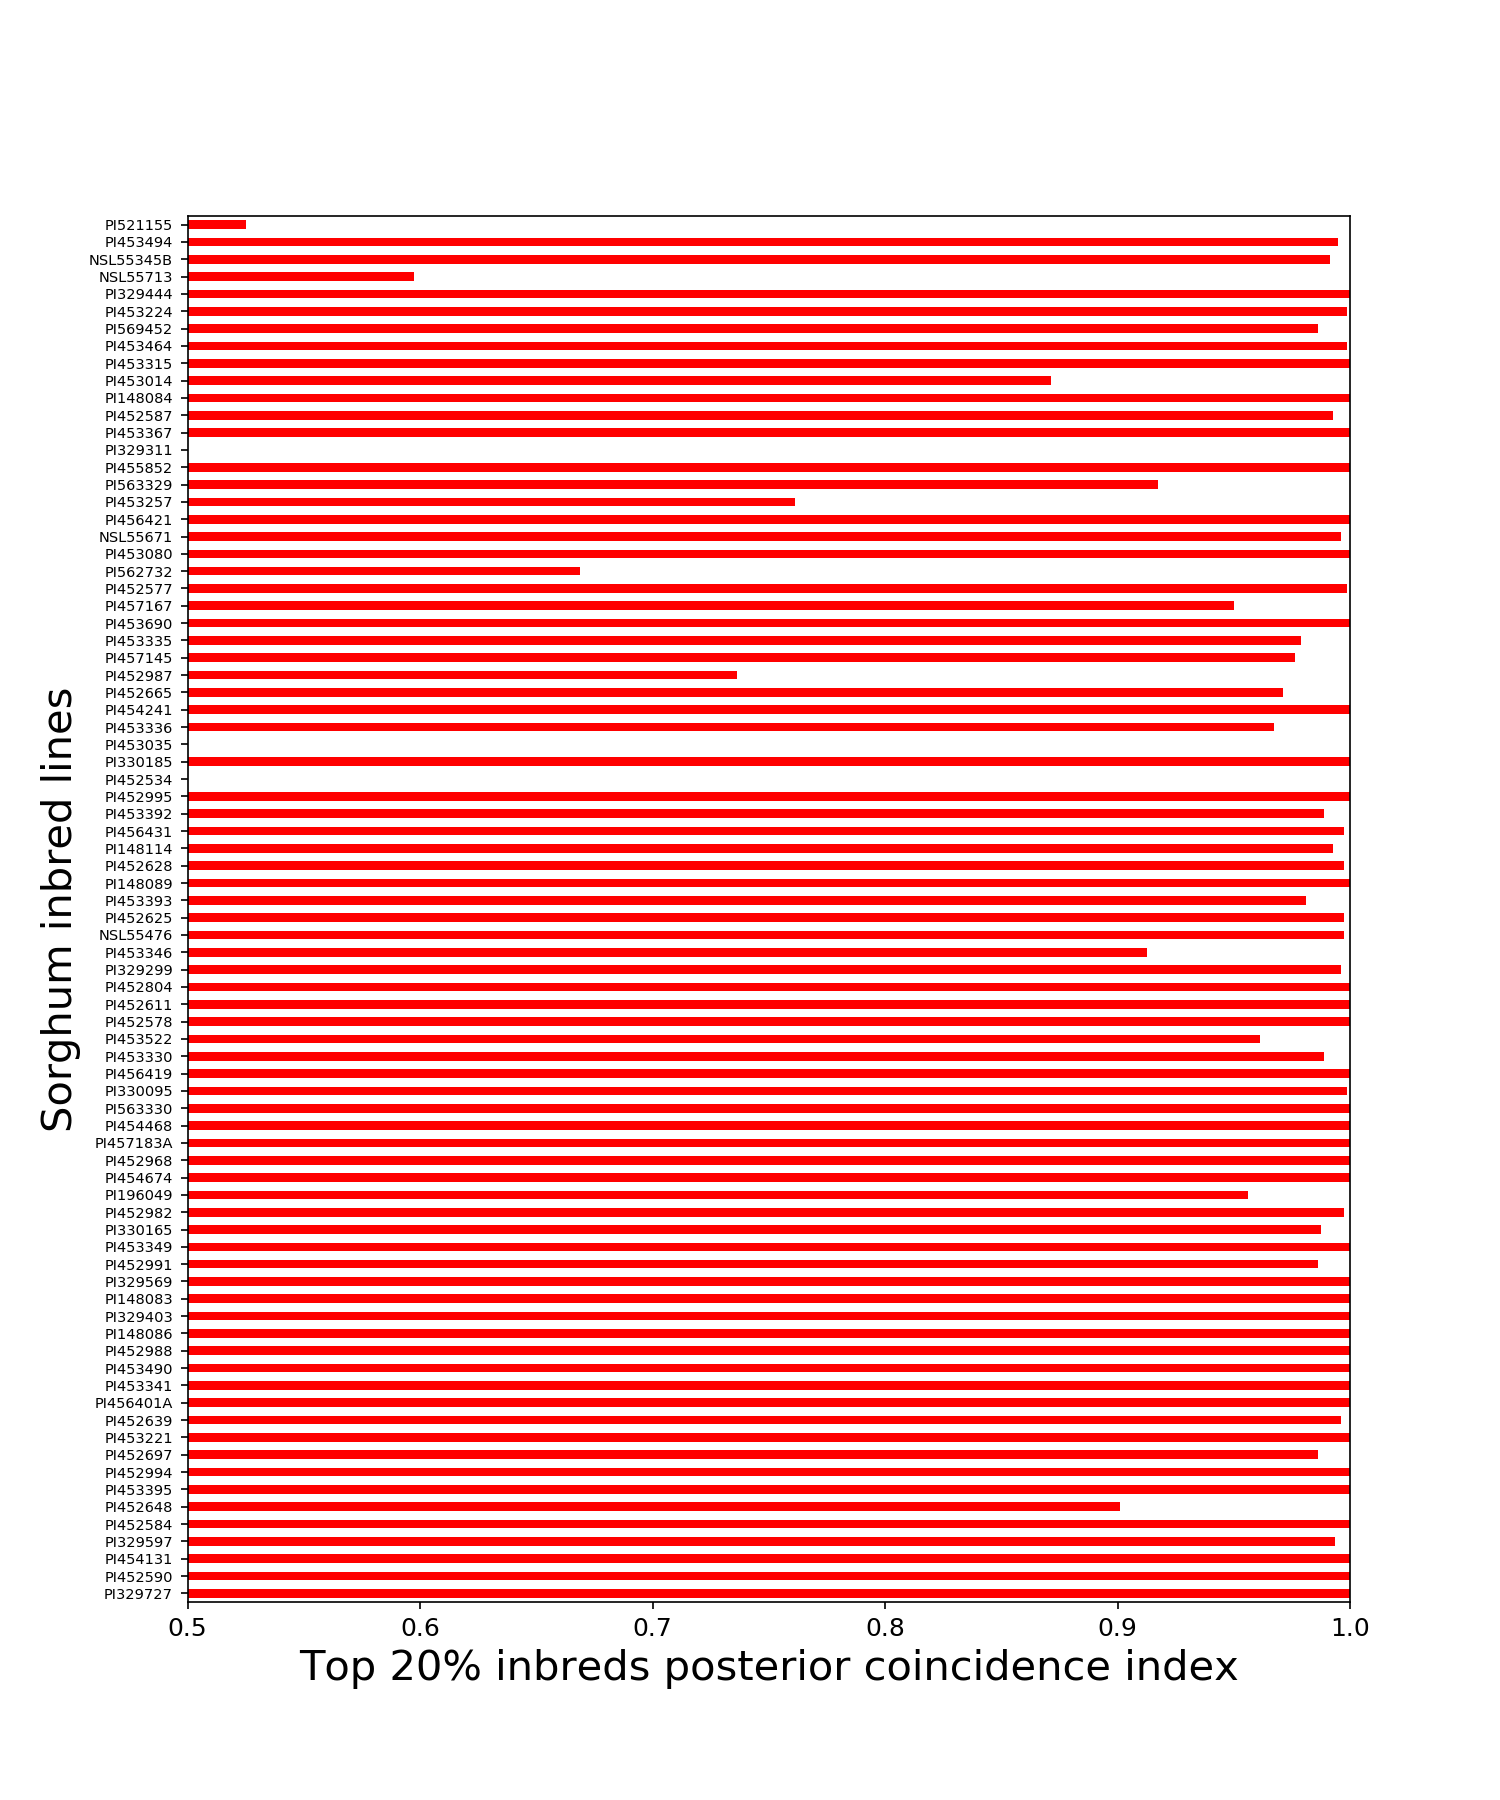 PI521155
PI453494
NSL55345B
NSL55713
PI329444
PI453224
PI569452
PI453464
PI453315
PI453014
PI148084
PI452587
PI453367
PI329311
PI455852
PI563329
PI453257
PI456421
NSL55671
PI453080
PI562732
PI452577
PI457167
PI453690
PI453335
PI457145
PI452987
PI452665
PI454241
PI453336
PI453035
PI330185
PI452534
PI452995
PI453392
PI456431
PI148114
PI452628
PI148089
PI453393
PI452625
NSL55476
PI453346
PI329299
PI452804
PI452611
PI452578
PI453522
PI453330
PI456419
PI330095
PI563330
PI454468
PI457183A
PI452968
PI454674
PI196049
PI452982
PI330165
PI453349
PI452991
PI329569
PI148083
PI329403
PI148086
PI452988
PI453490
PI453341
PI456401A
PI452639
PI453221
PI452697
PI452994
PI453395
PI452648
PI452584
PI329597
PI454131
PI452590
PI329727
Sorghum inbred lines
0.5 0.6 0.7 0.8 0.9 1.0
Top 20% inbreds posterior coincidence index